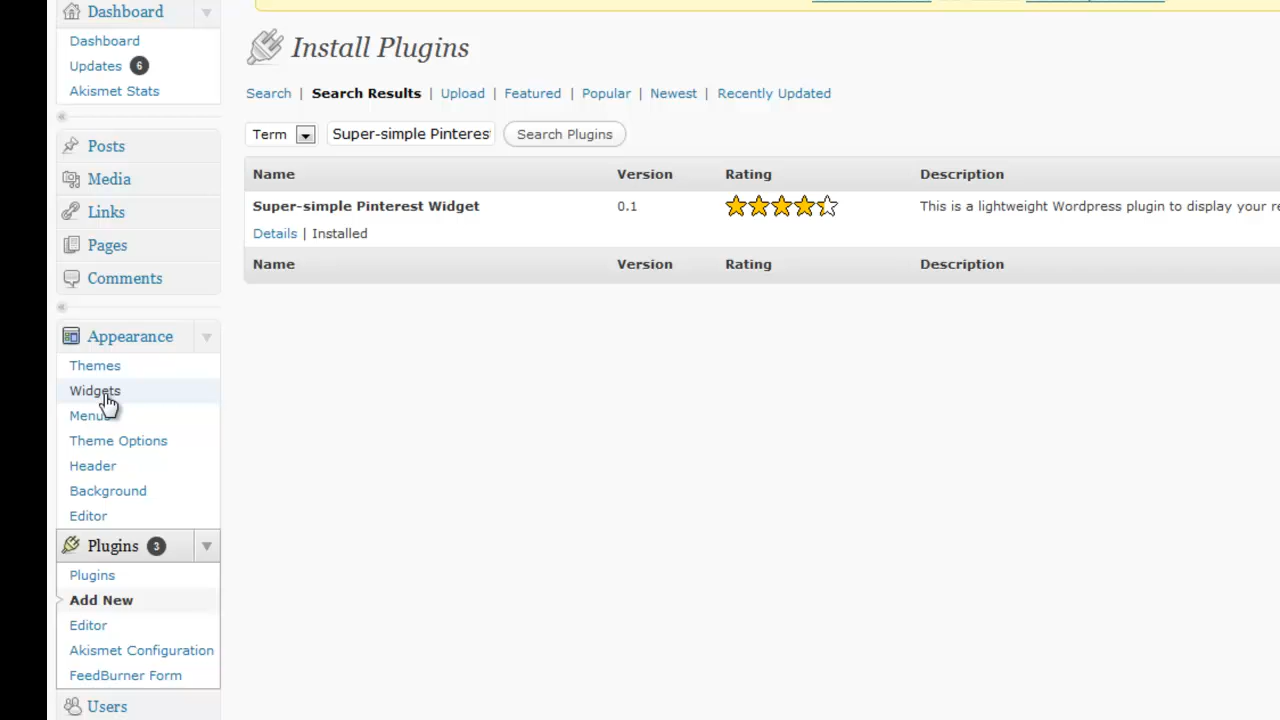 Dashboard
Dashboard
Updates 6
Akismet Stats
Posts
Media
Links
Pages
Comments
Appearance
Themes
Widgets
Menus
Theme Options
Header
Background
Editor
Plugins 3
Plugins
Add New
Editor
Akismet Configuration
FeedBurner Form
Users
Install Plugins
Search | Search Results | Upload | Featured | Popular | Newest | Recently Updated
Term Super-simple Pinteres Search Plugins
Name Version Rating Description
Super-simple Pinterest Widget 0.1 This is a lightweight Wordpress plugin to display your re
Details | Installed
Name Version Rating Description